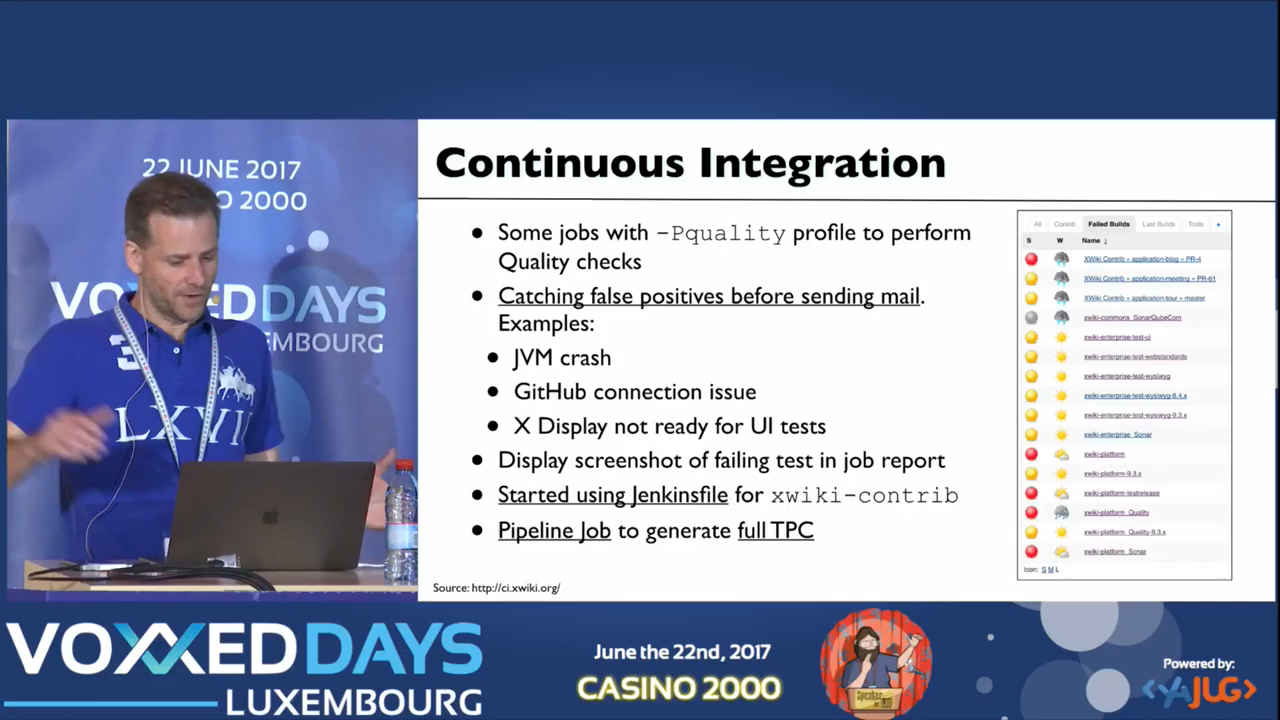 22 JUNE 2017
O 2000
VOXXED DAYS
EMBOURG
LXVII
Continuous Integration
• Some jobs with -Pquality profile to perform
Quality checks
• Catching false positives before sending mail.
Examples:
• JVM crash
• GitHub connection issue
• X Display not ready for UI tests
• Display screenshot of failing test in job report
• Started using Jenkinsfile for xwiki-contrib
• Pipeline Job to generate full TPC
Source: http://ci.xwiki.org/
All Contrib Failed Builds Last Builds Tools +
S W Name ↓
XWiki Contrib » application-blog » PR-4
XWiki Contrib » application-meeting » PR-61
XWiki Contrib » application-tour » master
xwiki-commons_SonarQubeCom
xwiki-enterprise-test-ui
xwiki-enterprise-test-webstandards
xwiki-enterprise-test-wysiwyg
xwiki-enterprise-test-wysiwyg-8.4.x
xwiki-enterprise-test-wysiwyg-9.3.x
xwiki-enterprise_Sonar
xwiki-platform
xwiki-platform-9.3.x
xwiki-platform-testrelease
xwiki-platform_Quality
xwiki-platform_Quality-9.3.x
xwiki-platform_Sonar
Icon: S M L
VOXXED DAYS
LUXEMBOURG
June the 22nd, 2017
CASINO 2000
Speaker
Powered by:
YAJUG